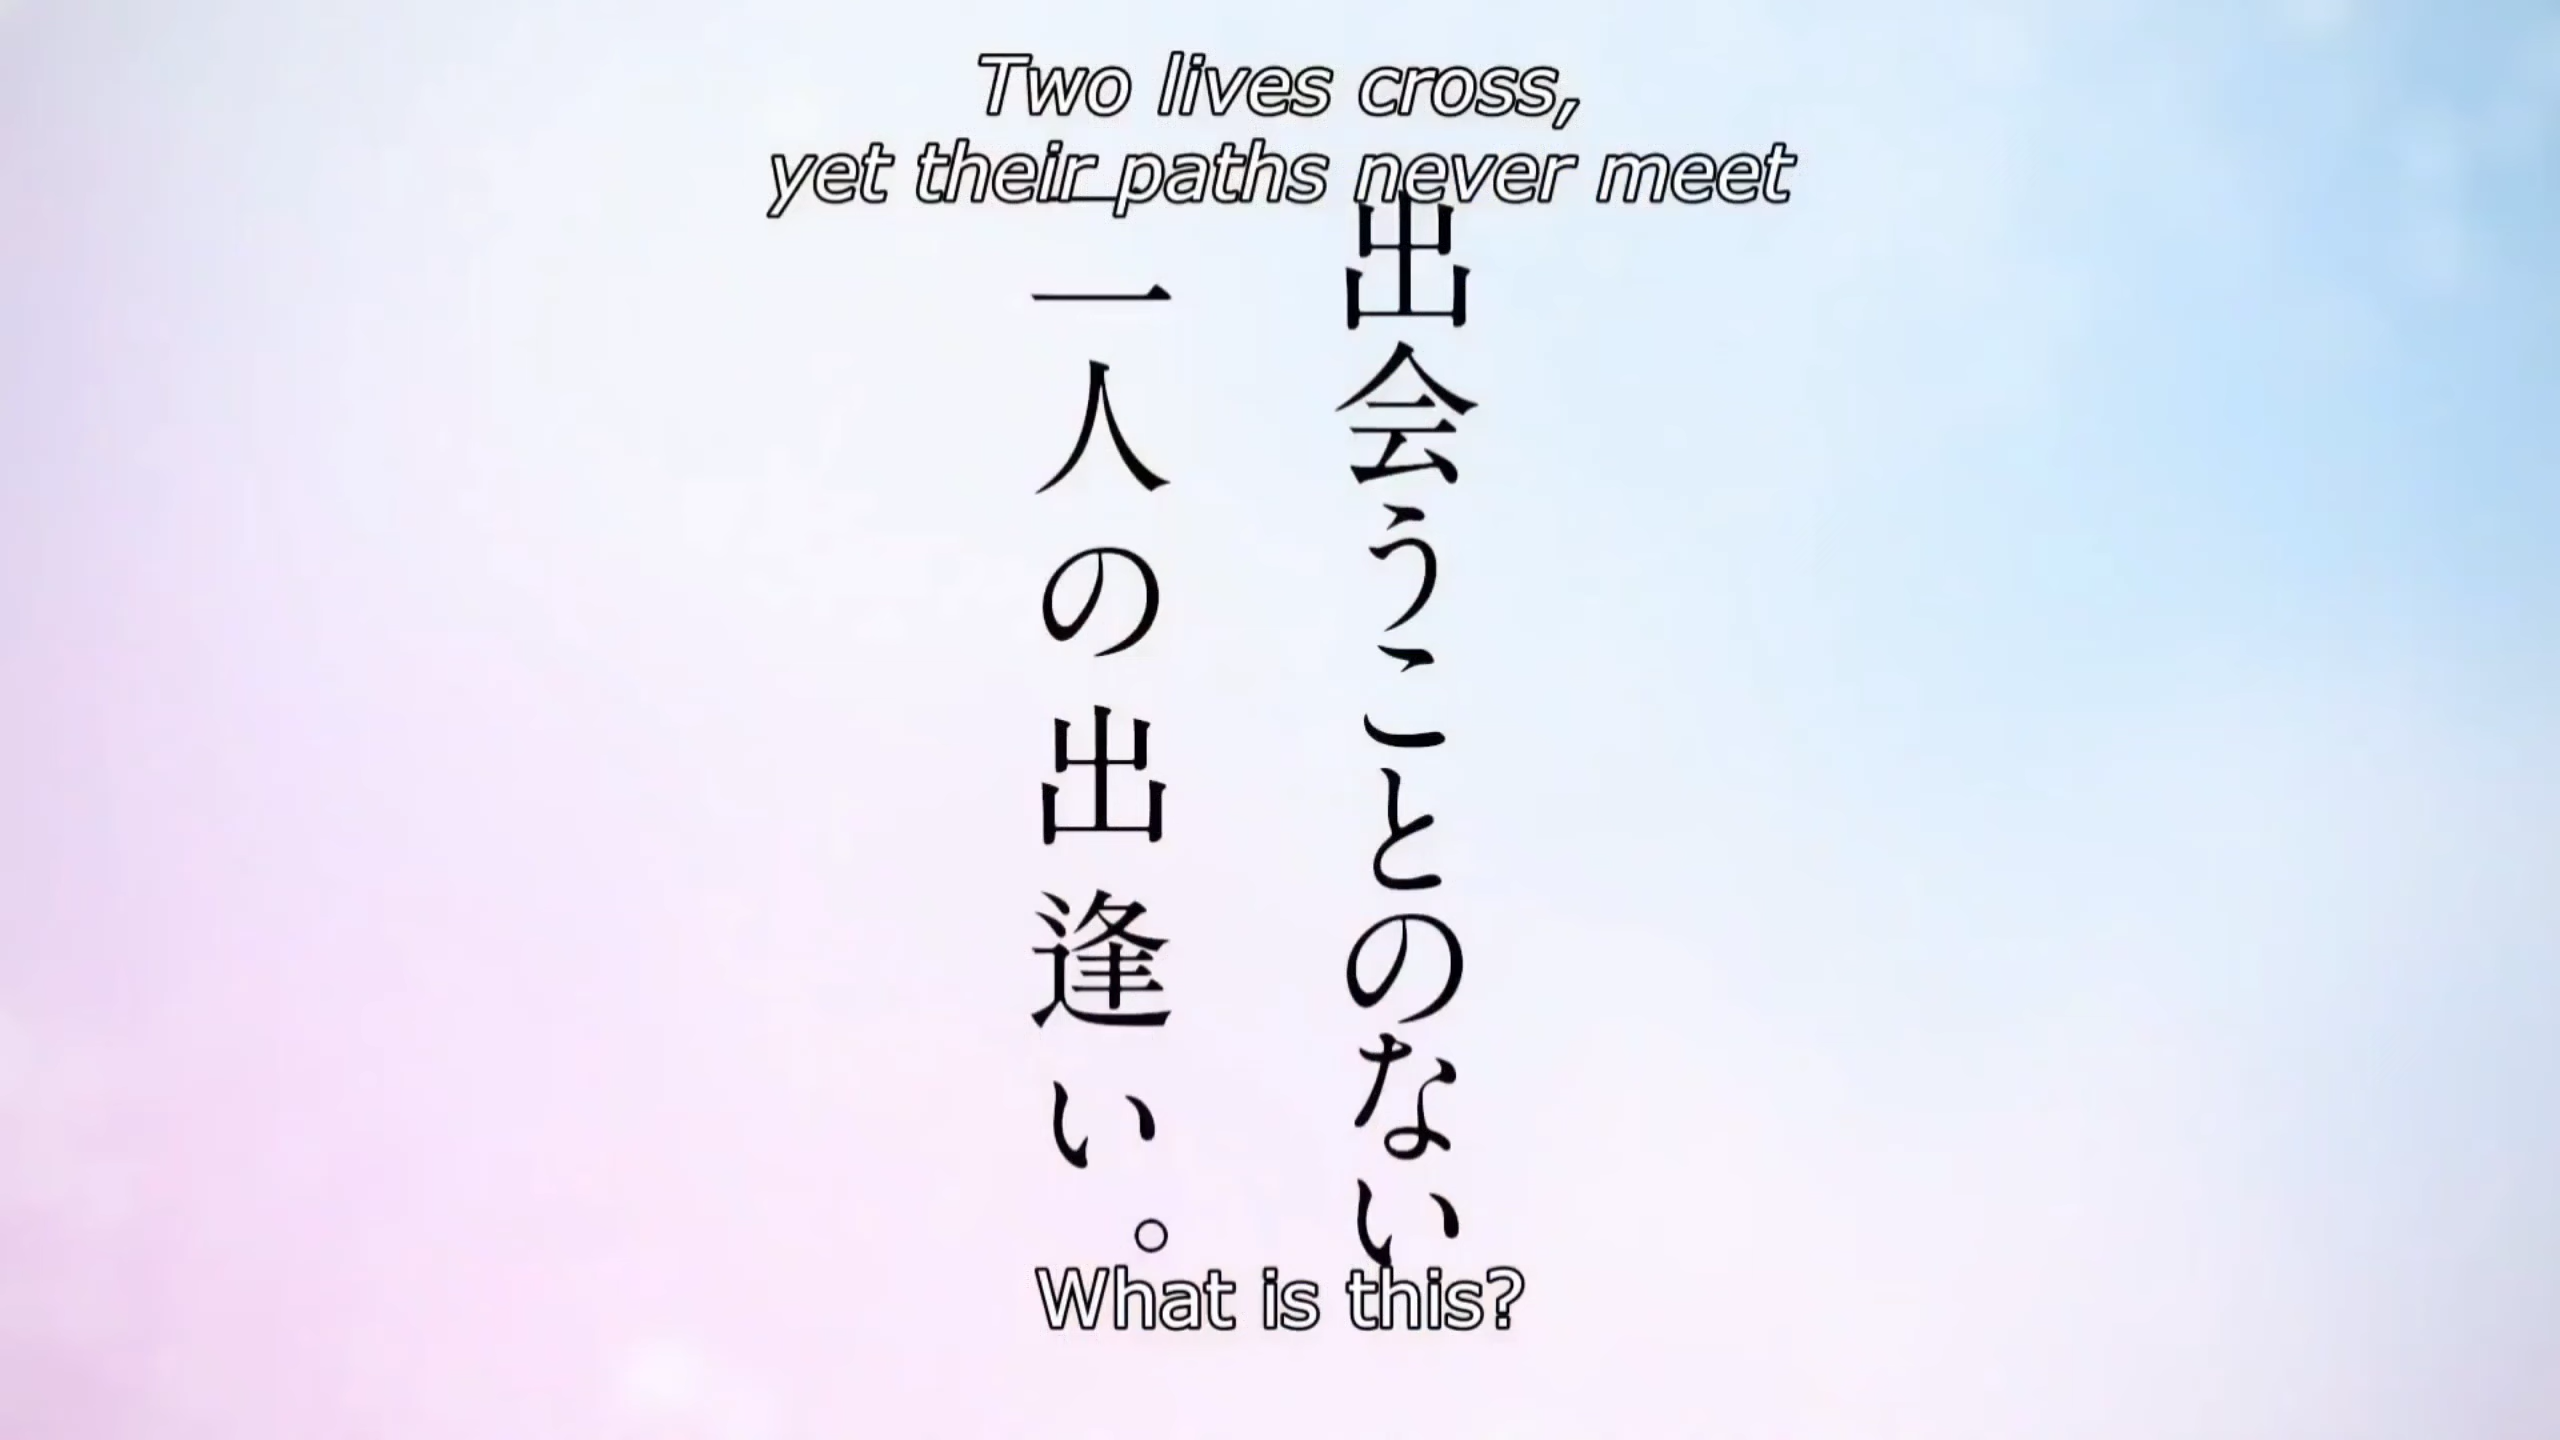 Two lives cross,
yet their paths never meet
出会うことのない
二人の出逢い。
What is this?